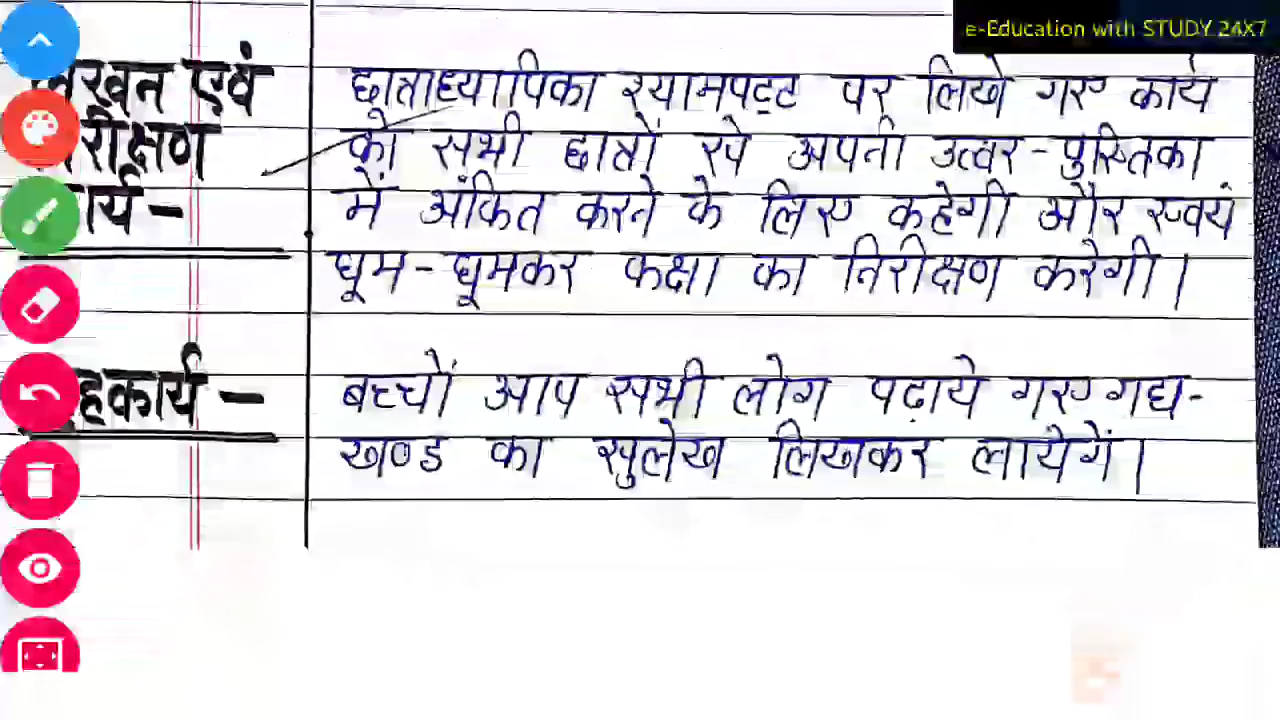 e-Education with STUDY 24X7
लेखन एवं
निरीक्षण
कार्य -
छात्राध्यापिका श्यामपट्ट पर लिखे गए कार्य
को सभी छात्रों से अपनी उत्तर-पुस्तिका
में अंकित करने के लिए कहेगी और स्वयं
घूम-घूमकर कक्षा का निरीक्षण करेगी।
गृहकार्य -
बच्चों आप सभी लोग पढ़ाये गए गद्य-
खण्ड का सुलेख लिखकर लायेगें।